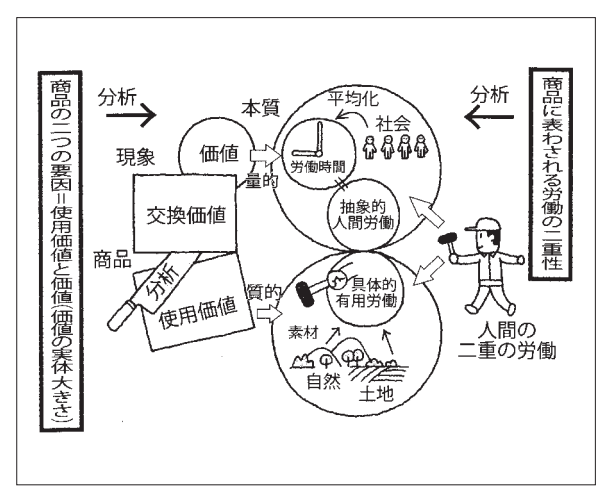 商品の二つの要因＝使用価値と価値(価値の実体 大きさ)
分析
本質
現象
価値
量的
交換価値
商品
分析
使用価値
質的
平均化
社会
労働時間
抽象的
人間労働
具体的
有用労働
素材
自然
土地
分析
商品に表わされる労働の二重性
人間の
二重の労働